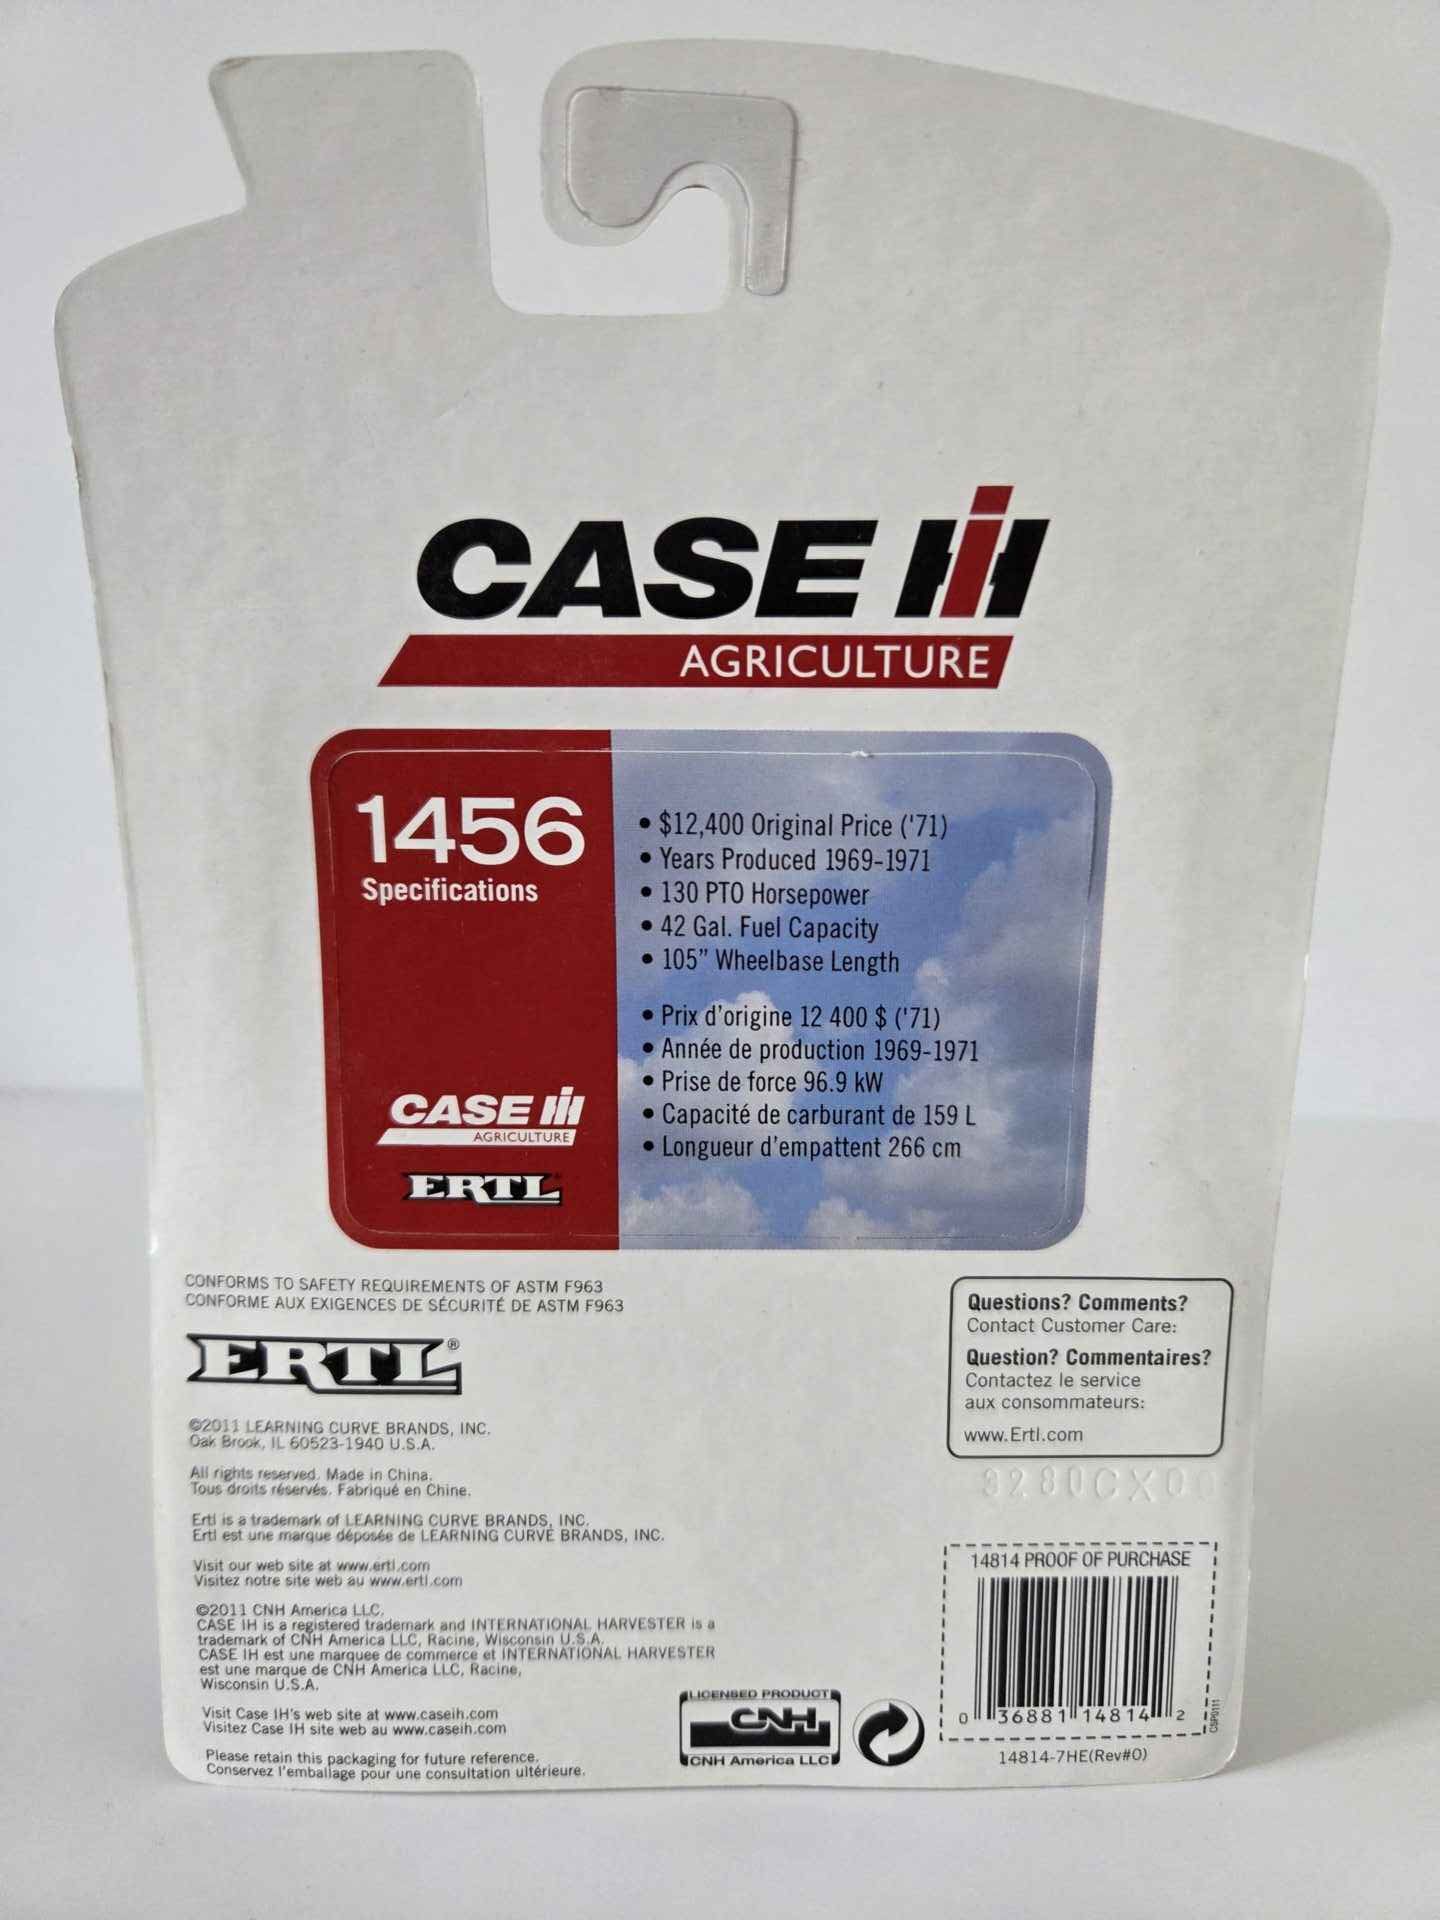 CASE IH
AGRICULTURE
1456
Specifications
• $12,400 Original Price ('71)
• Years Produced 1969-1971
• 130 PTO Horsepower
• 42 Gal. Fuel Capacity
• 105” Wheelbase Length
• Prix d’origine 12 400 $ ('71)
• Année de production 1969-1971
• Prise de force 96.9 kW
• Capacité de carburant de 159 L
• Longueur d’empattent 266 cm
CASE IH
AGRICULTURE
ERTL
CONFORMS TO SAFETY REQUIREMENTS OF ASTM F963
CONFORME AUX EXIGENCES DE SÉCURITÉ DE ASTM F963
ERTL®
©2011 LEARNING CURVE BRANDS, INC.
Oak Brook, IL 60523-1940 U.S.A.
All rights reserved. Made in China.
Tous droits réservés. Fabriqué en Chine.
Ertl is a trademark of LEARNING CURVE BRANDS, INC.
Ertl est une marque déposée de LEARNING CURVE BRANDS, INC.
Visit our web site at www.ertl.com
Visitez notre site web au www.ertl.com
©2011 CNH America LLC.
CASE IH is a registered trademark and INTERNATIONAL HARVESTER is a
trademark of CNH America LLC, Racine, Wisconsin U.S.A.
CASE IH est une marquee de commerce et INTERNATIONAL HARVESTER
est une marque de CNH America LLC, Racine,
Wisconsin U.S.A.
Visit Case IH's web site at www.caseih.com
Visitez Case IH site web au www.caseih.com
Please retain this packaging for future reference.
Conservez l'emballage pour une consultation ultérieure.
LICENSED PRODUCT
CNH
CNH America LLC
Questions? Comments?
Contact Customer Care:
Question? Commentaires?
Contactez le service
aux consommateurs:
www.Ertl.com
14814 PROOF OF PURCHASE
0 36881 14814 2
CSP0111
14814-7HE(Rev#0)